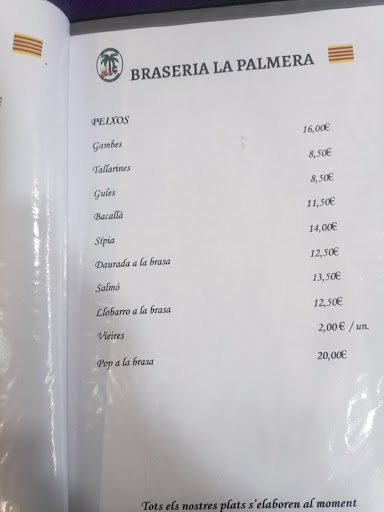 BRASERIA LA PALMERA
PEIXOS
Gambes 16,00€
Tallarines 8,50€
Gules 8,50€
Bacallà 11,50€
Sípia 14,00€
Daurada a la brasa 12,50€
Salmó 13,50€
Llobarro a la brasa 12,50€
Vieires 2,00 € / un.
Pop a la brasa 20,00€
Tots els nostres plats s'elaboren al moment